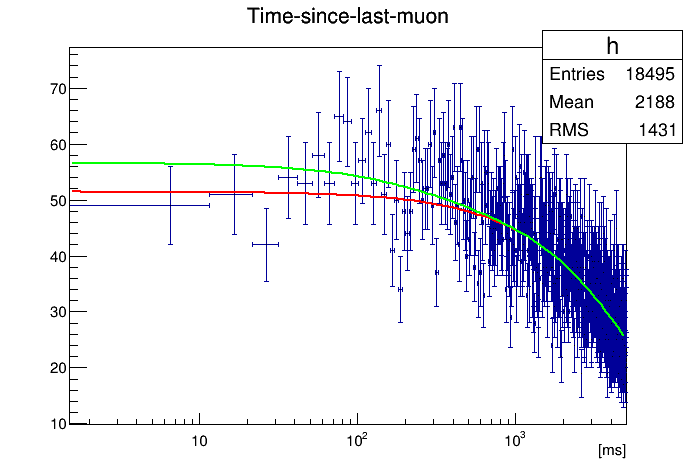 Time-since-last-muon
h
Entries 18495
Mean 2188
RMS 1431
70
60
50
40
30
20
10
10 10² 10³
[ms]